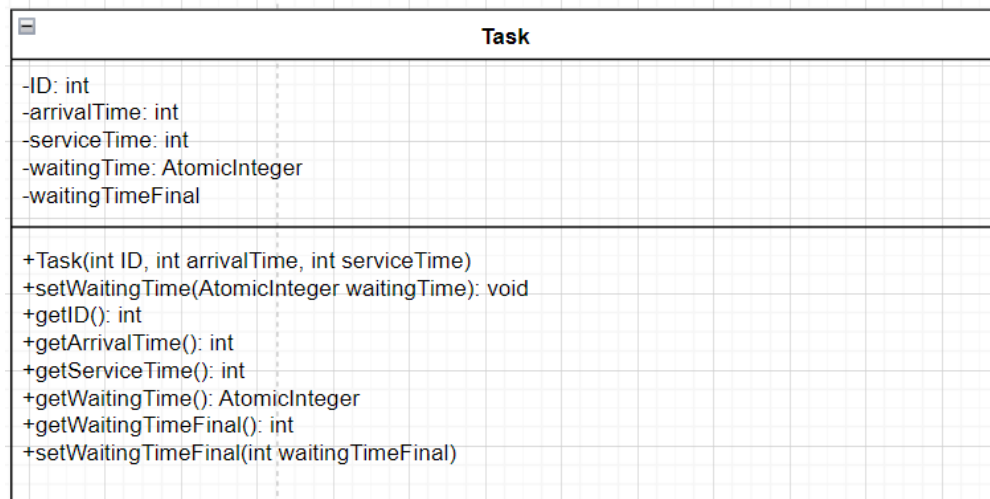 Task
-ID: int
-arrivalTime: int
-serviceTime: int
-waitingTime: AtomicInteger
-waitingTimeFinal
+Task(int ID, int arrivalTime, int serviceTime)
+setWaitingTime(AtomicInteger waitingTime): void
+getID(): int
+getArrivalTime(): int
+getServiceTime(): int
+getWaitingTime(): AtomicInteger
+getWaitingTimeFinal(): int
+setWaitingTimeFinal(int waitingTimeFinal)